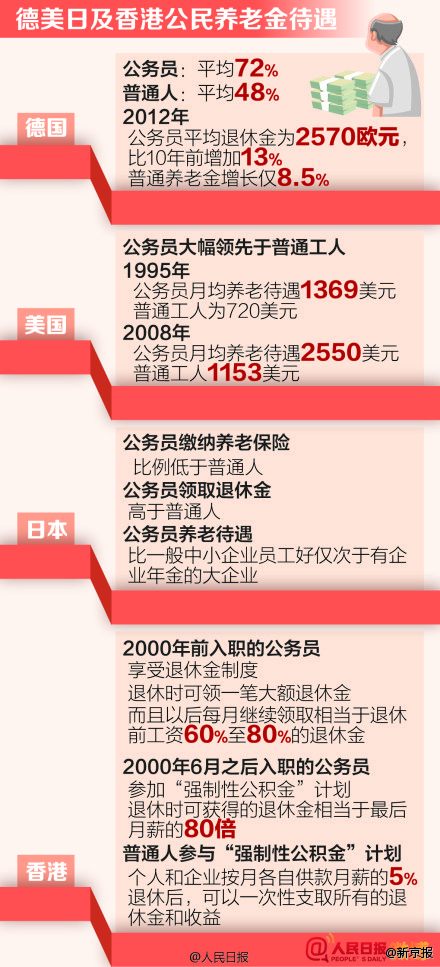 德美日及香港公民养老金待遇
德国
公务员：平均72%
普通人：平均48%
2012年
公务员平均退休金为2570欧元，
比10年前增加13%
普通养老金增长仅8.5%
美国
公务员大幅领先于普通工人
1995年
公务员月均养老待遇1369美元
普通工人为720美元
2008年
公务员月均养老待遇2550美元
普通工人1153美元
日本
公务员缴纳养老保险
比例低于普通人
公务员领取退休金
高于普通人
公务员养老待遇
比一般中小企业员工好仅次于有企
业年金的大企业
香港
2000年前入职的公务员
享受退休金制度
退休时可领一笔大额退休金
而且以后每月继续领取相当于退休
前工资60%至80%的退休金
2000年6月之后入职的公务员
参加“强制性公积金”计划
退休时可获得的退休金相当于最后
月薪的80倍
普通人参与“强制性公积金”计划
个人和企业按月各自供款月薪的5%
退休后，可以一次性支取所有的退
休金和收益
@人民日报
@人民日报
PEOPLE'S DAILY
@新京报